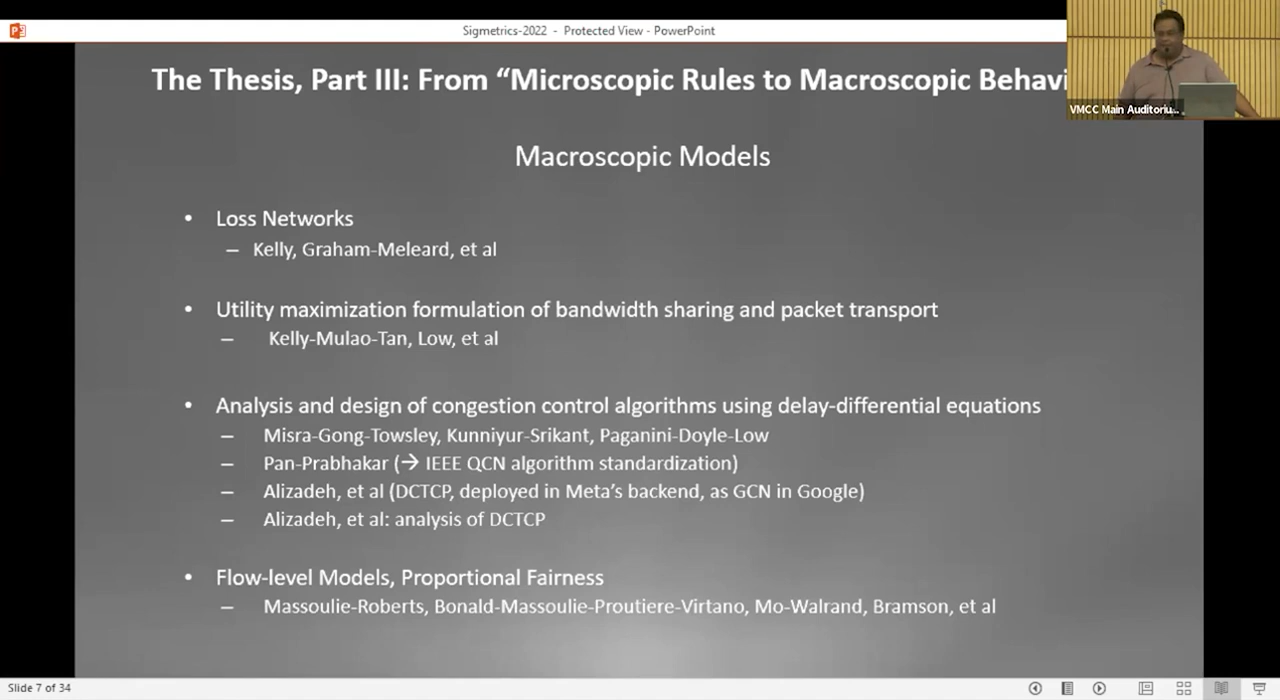 Sigmetrics-2022 - Protected View - PowerPoint
The Thesis, Part III: From “Microscopic Rules to Macroscopic Behavi
VMCC Main Auditoriu...
Macroscopic Models
• Loss Networks
– Kelly, Graham-Meleard, et al
• Utility maximization formulation of bandwidth sharing and packet transport
– Kelly-Mulao-Tan, Low, et al
• Analysis and design of congestion control algorithms using delay-differential equations
– Misra-Gong-Towsley, Kunniyur-Srikant, Paganini-Doyle-Low
– Pan-Prabhakar (→ IEEE QCN algorithm standardization)
– Alizadeh, et al (DCTCP, deployed in Meta’s backend, as GCN in Google)
– Alizadeh, et al: analysis of DCTCP
• Flow-level Models, Proportional Fairness
– Massoulie-Roberts, Bonald-Massoulie-Proutiere-Virtano, Mo-Walrand, Bramson, et al
Slide 7 of 34